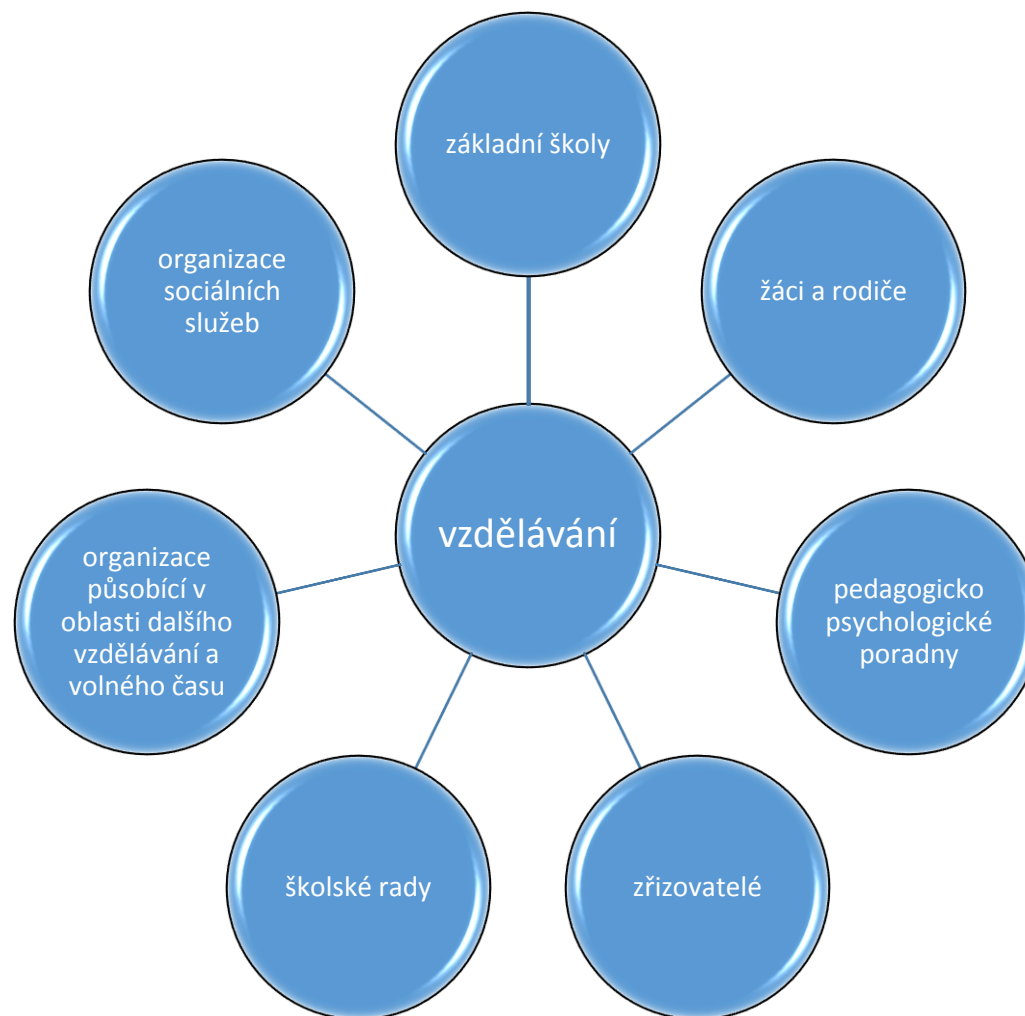 základní školy
žáci a rodiče
pedagogicko
psychologické
poradny
zřizovatelé
školské rady
organizace
působící v
oblasti dalšího
vzdělávání a
volného času
organizace
sociálních
služeb
vzdělávání